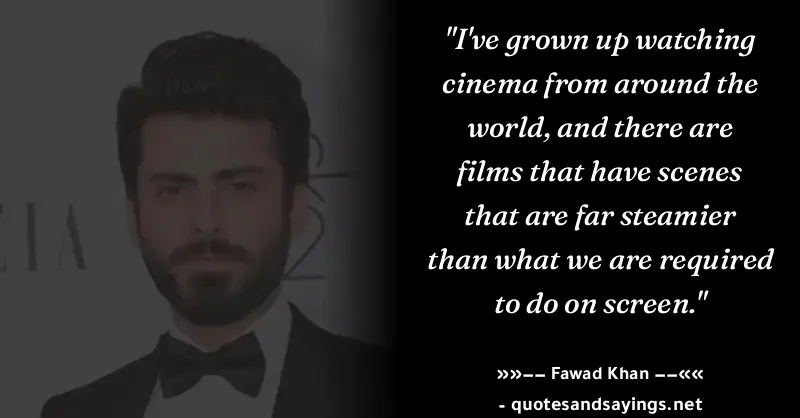 "I've grown up watching
cinema from around the
world, and there are
films that have scenes
that are far steamier
than what we are required
to do on screen."
»»−− Fawad Khan −−««
- quotesandsayings.net
ZIA